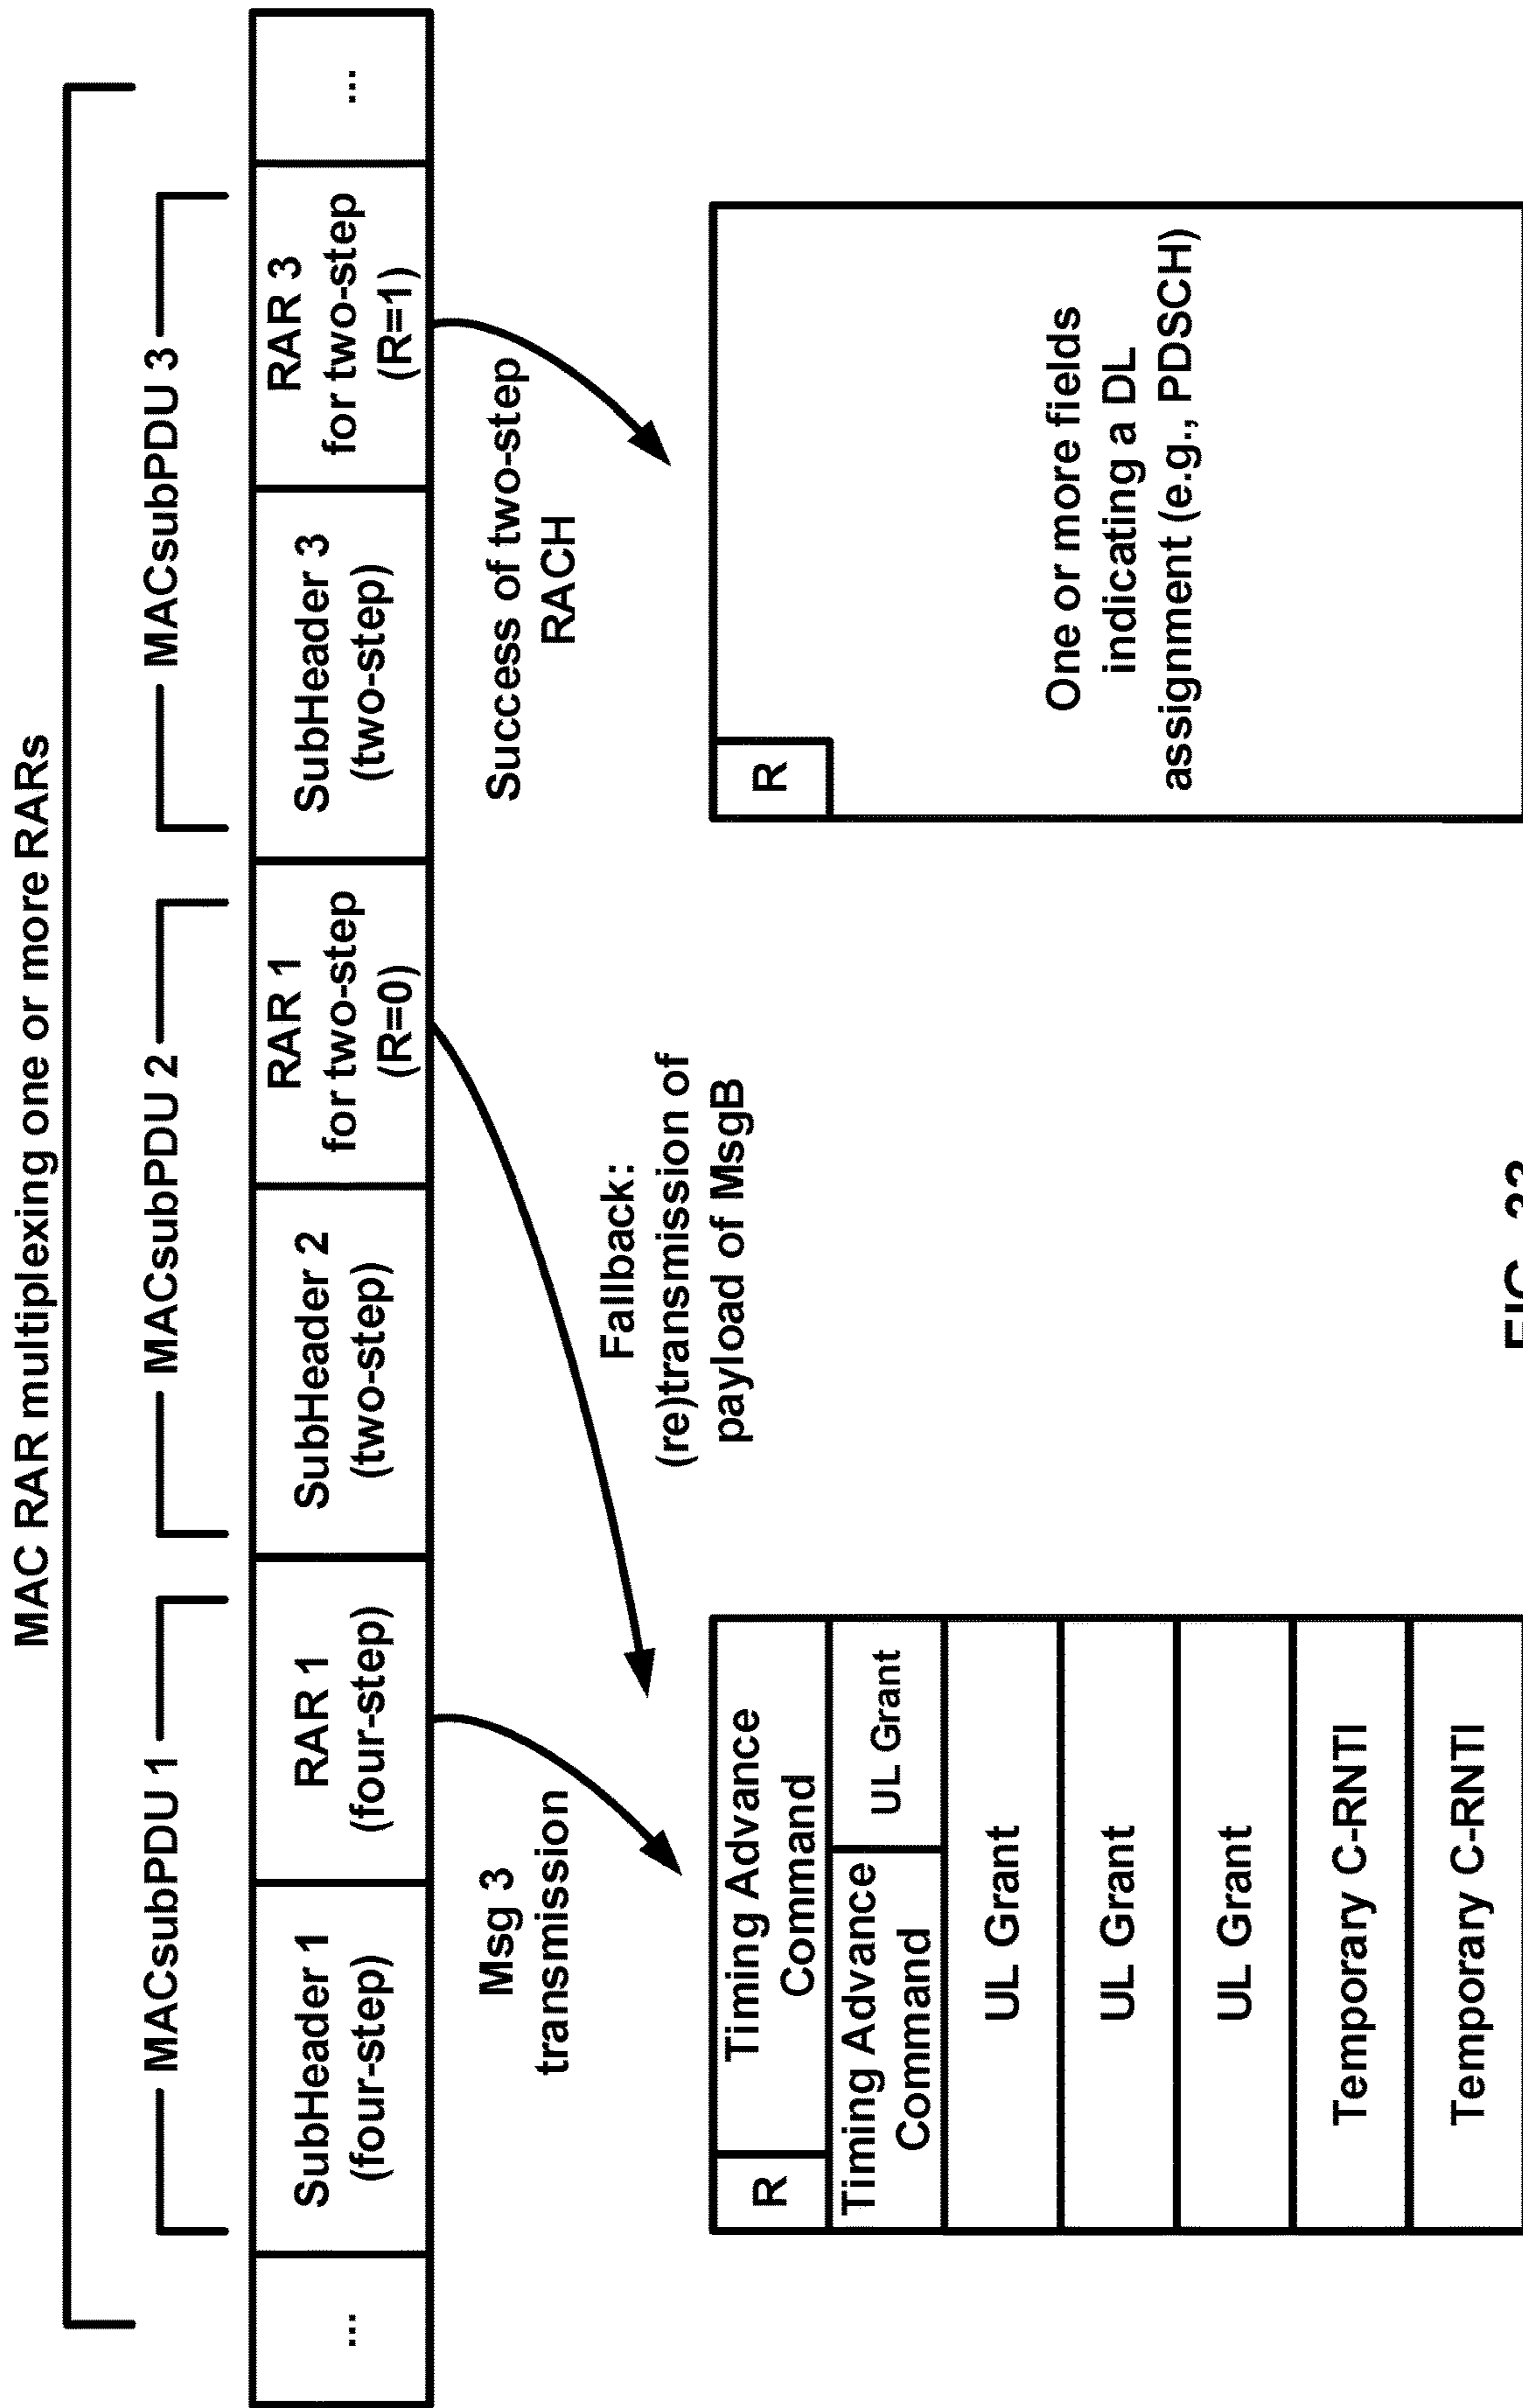 MAC RAR multiplexing one or more RARs
MACsubPDU 1
MACsubPDU 2
MACsubPDU 3
...
SubHeader 1
(four-step)
RAR 1
(four-step)
SubHeader 2
(two-step)
RAR 1
for two-step
(R=0)
SubHeader 3
(two-step)
RAR 3
for two-step
(R=1)
...
Msg 3
transmission
Fallback:
(re)transmission of
payload of MsgB
Success of two-step
RACH
R
Timing Advance
Command
Timing Advance
Command
UL Grant
UL Grant
UL Grant
UL Grant
Temporary C-RNTI
Temporary C-RNTI
R
One or more fields
indicating a DL
assignment (e.g., PDSCH)
FIG.